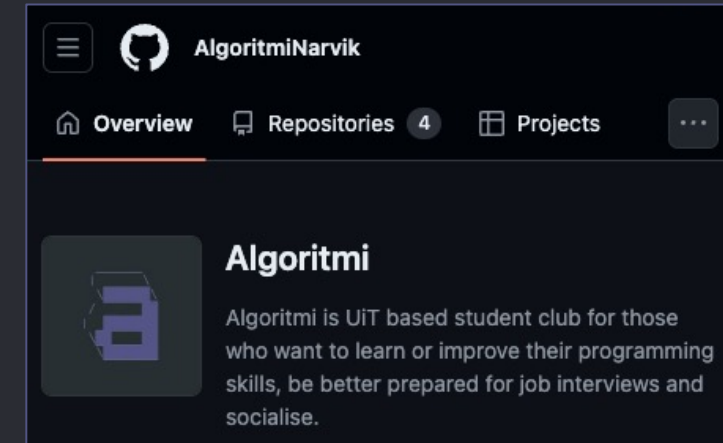 AlgoritmiNarvik
Overview Repositories 4 Projects ...
Algoritmi
a
Algoritmi is UiT based student club for those
who want to learn or improve their programming
skills, be better prepared for job interviews and
socialise.